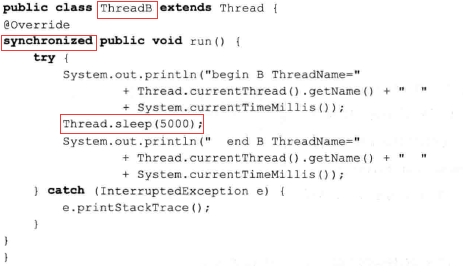 public class ThreadB extends Thread {
@Override
synchronized public void run() {
    try {
        System.out.println("begin B ThreadName="
                + Thread.currentThread().getName() + "  "
                + System.currentTimeMillis());
        Thread.sleep(5000);
        System.out.println("  end B ThreadName="
                + Thread.currentThread().getName() + "  "
                + System.currentTimeMillis());
    } catch (InterruptedException e) {
        e.printStackTrace();
    }
}
}